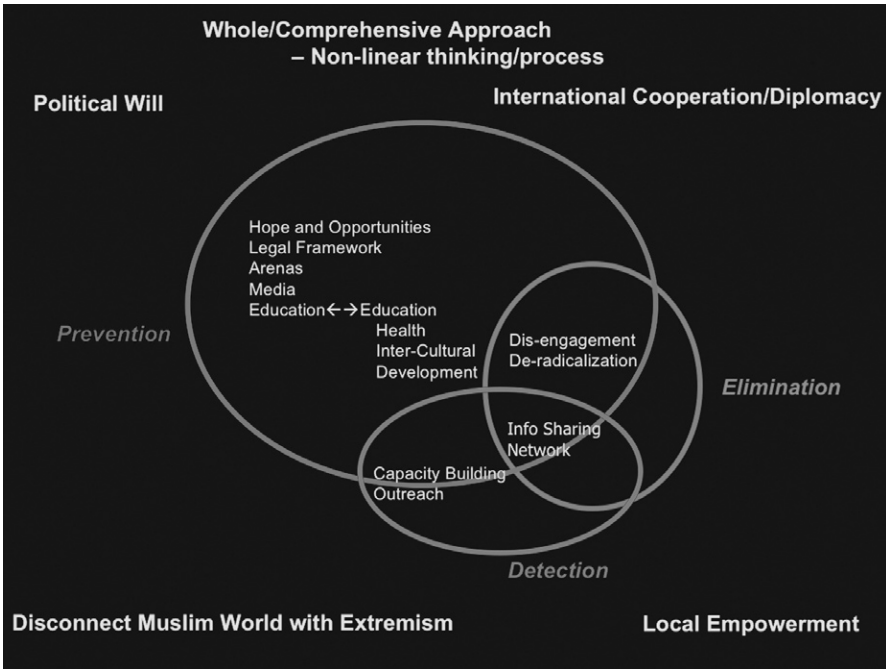 Whole/Comprehensive Approach
– Non-linear thinking/process
Political Will
International Cooperation/Diplomacy
Hope and Opportunities
Legal Framework
Arenas
Media
Education←→Education
Health
Inter-Cultural
Development
Prevention
Dis-engagement
De-radicalization
Elimination
Info Sharing
Network
Capacity Building
Outreach
Detection
Disconnect Muslim World with Extremism
Local Empowerment